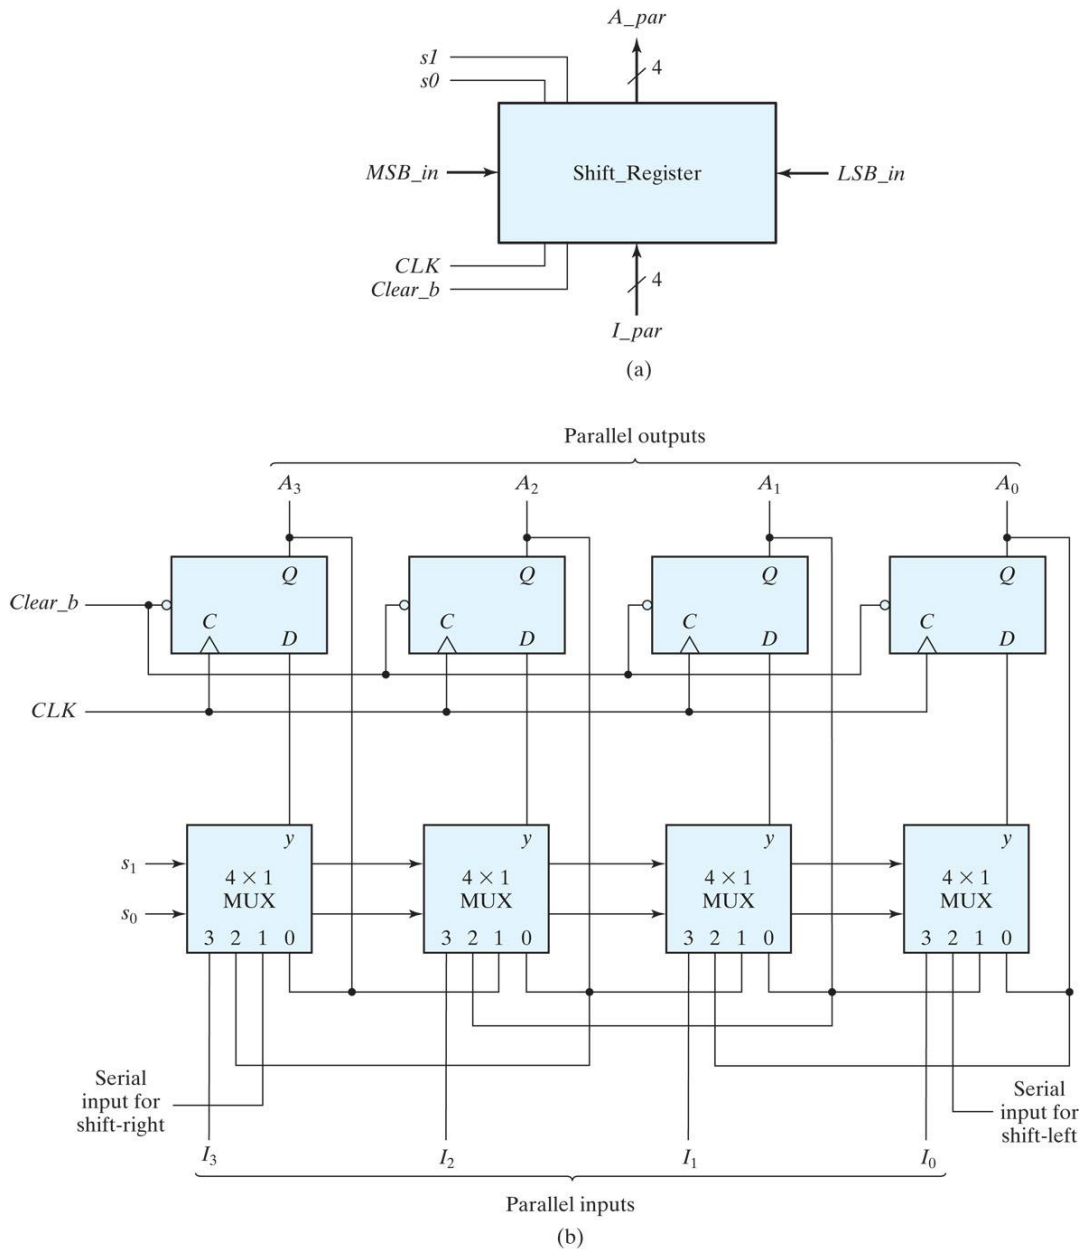 A_par
s1
4
s0
MSB_in
Shift_Register
LSB_in
CLK
4
Clear_b
I_par
(a)
Parallel outputs
A3 A2 A1 A0
Q Q Q Q
Clear_b
C C C C
D D D D
CLK
y y y y
s1
4 × 1 MUX
4 × 1 MUX
4 × 1 MUX
4 × 1 MUX
s0
3 2 1 0 3 2 1 0 3 2 1 0 3 2 1 0
Serial
input for
shift-right
Serial
input for
shift-left
I3 I2 I1 I0
Parallel inputs
(b)